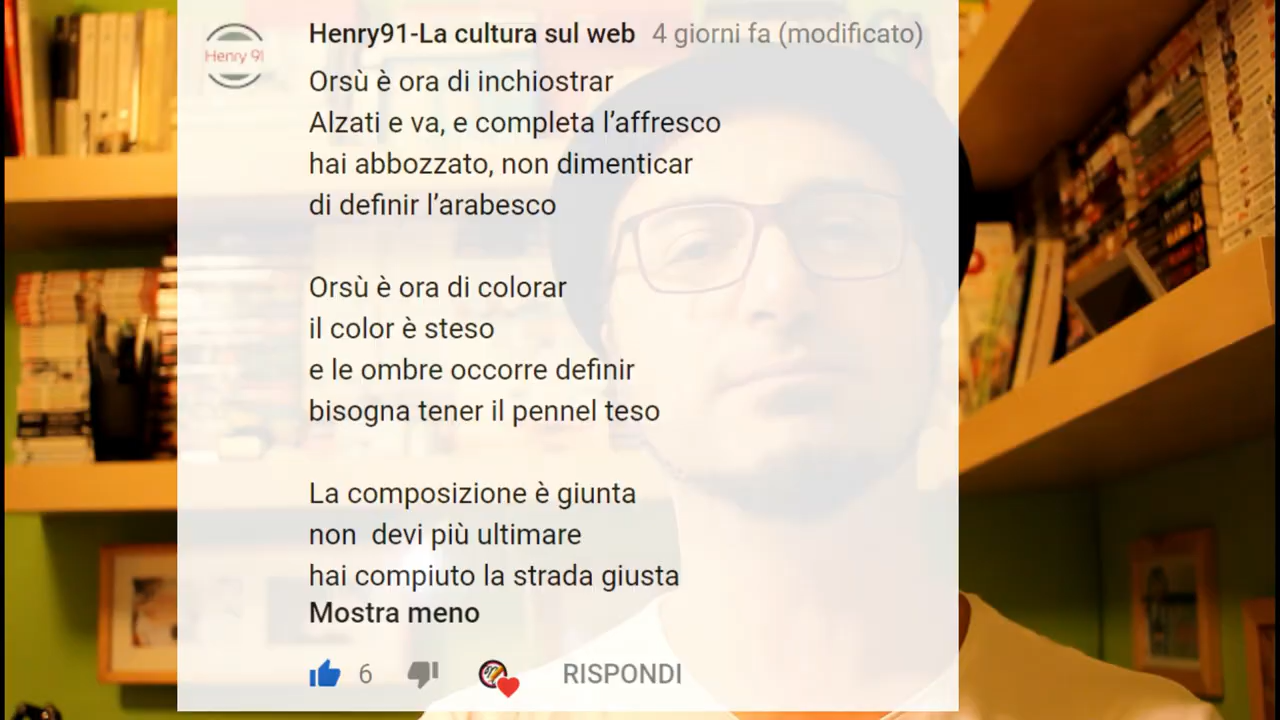 Henry 91
Henry91-La cultura sul web 4 giorni fa (modificato)
Orsù è ora di inchiostrar
Alzati e va, e completa l’affresco
hai abbozzato, non dimenticar
di definir l’arabesco
Orsù è ora di colorar
il color è steso
e le ombre occorre definir
bisogna tener il pennel teso
La composizione è giunta
non  devi più ultimare
hai compiuto la strada giusta
Mostra meno
6
RISPONDI